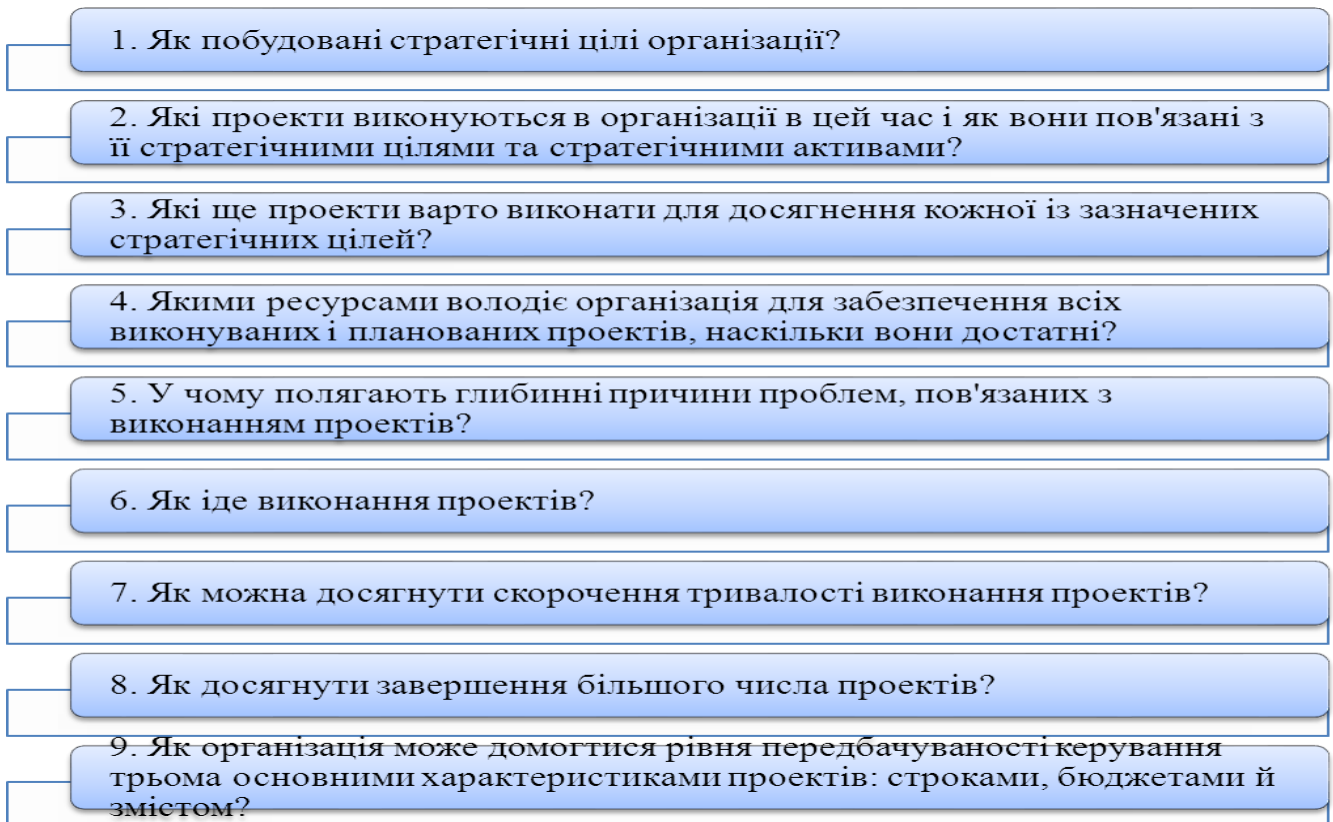 1. Як побудовані стратегічні цілі організації?
2. Які проекти виконуються в організації в цей час і як вони пов'язані з
її стратегічними цілями та стратегічними активами?
3. Які ще проекти варто виконати для досягнення кожної із зазначених
стратегічних цілей?
4. Якими ресурсами володіє організація для забезпечення всіх
виконуваних і планованих проектів, наскільки вони достатні?
5. У чому полягають глибинні причини проблем, пов'язаних з
виконанням проектів?
6. Як іде виконання проектів?
7. Як можна досягнути скорочення тривалості виконання проектів?
8. Як досягнути завершення більшого числа проектів?
9. Як організація може домогтися рівня передбачуваності керування
трьома основними характеристиками проектів: строками, бюджетами й
змістом?